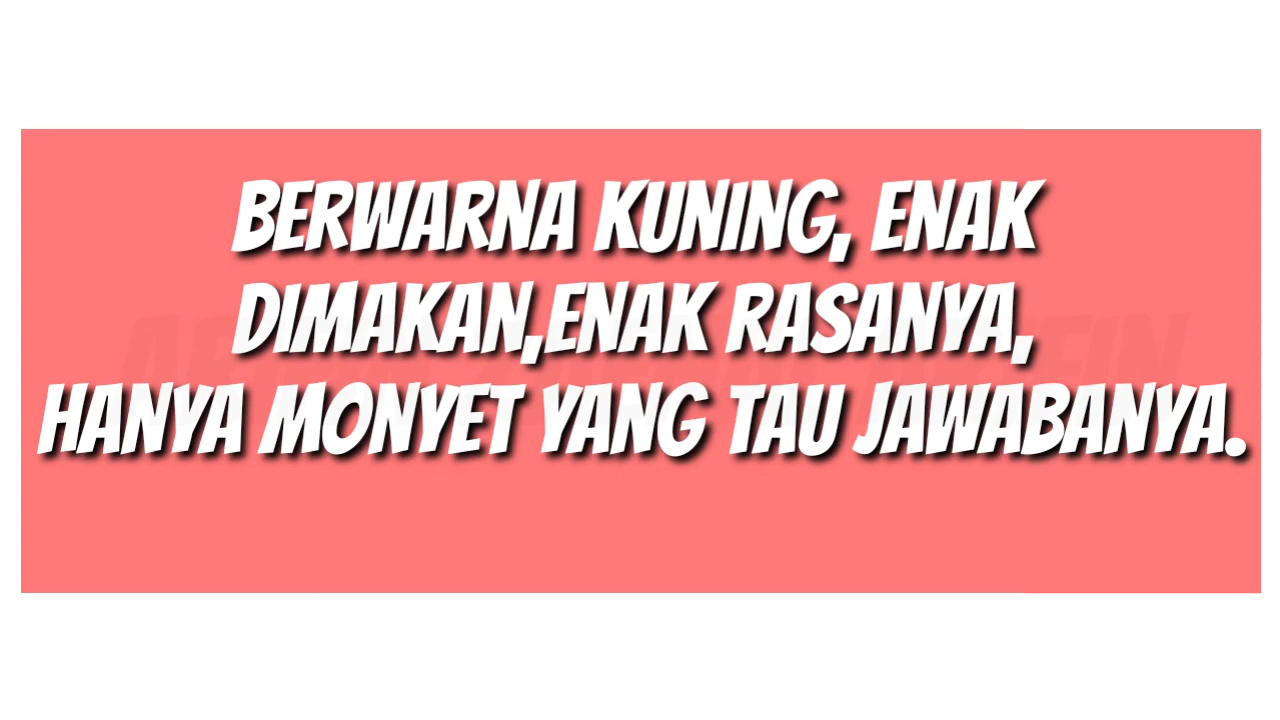 BERWARNA KUNING, ENAK
DIMAKAN,ENAK RASANYA,
HANYA MONYET YANG TAU JAWABANYA.